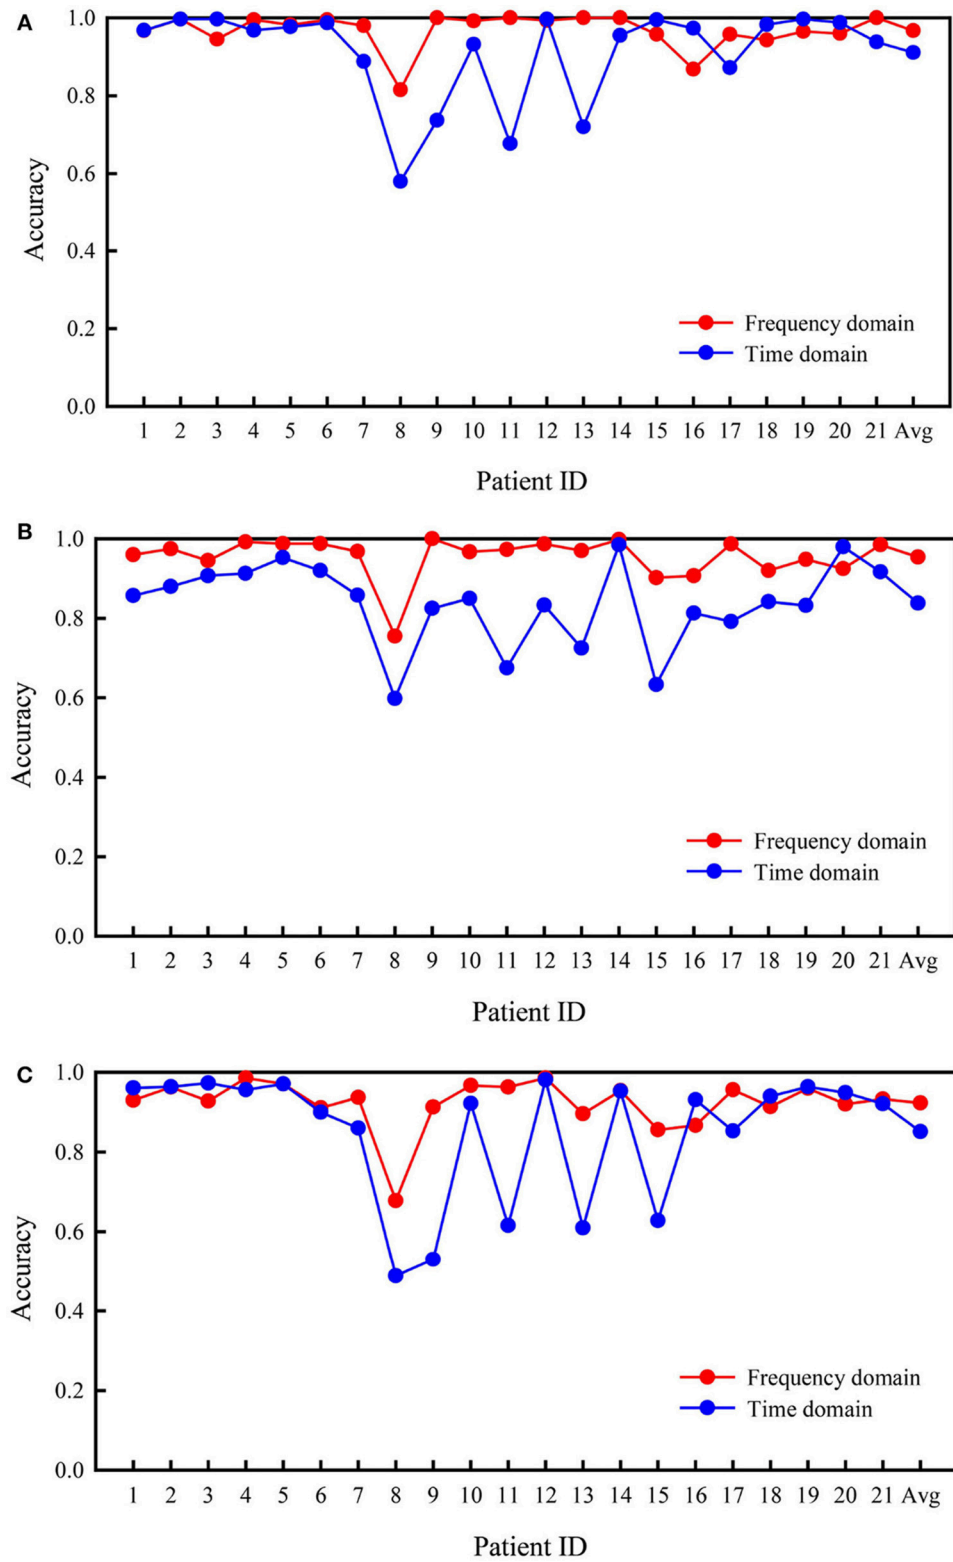 A
1.0
0.8
0.6
0.4
0.2
0.0
Accuracy
Frequency domain
Time domain
1 2 3 4 5 6 7 8 9 10 11 12 13 14 15 16 17 18 19 20 21 Avg
Patient ID
B
1.0
0.8
0.6
0.4
0.2
0.0
Accuracy
Frequency domain
Time domain
1 2 3 4 5 6 7 8 9 10 11 12 13 14 15 16 17 18 19 20 21 Avg
Patient ID
C
1.0
0.8
0.6
0.4
0.2
0.0
Accuracy
Frequency domain
Time domain
1 2 3 4 5 6 7 8 9 10 11 12 13 14 15 16 17 18 19 20 21 Avg
Patient ID